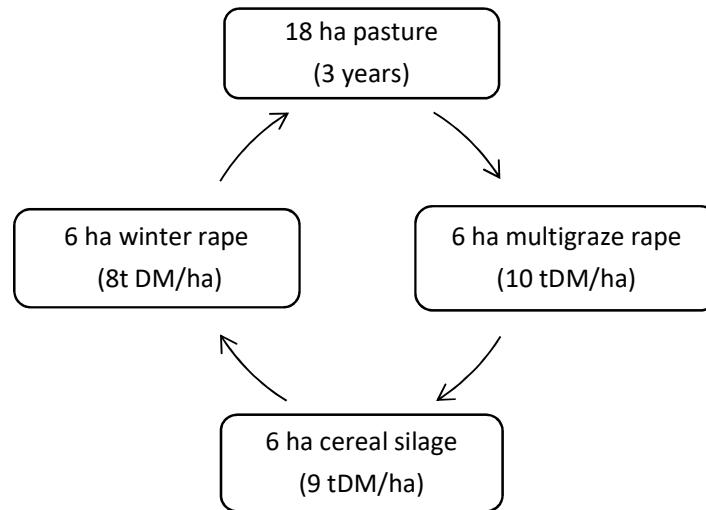 18 ha pasture
(3 years)
6 ha multigraze rape
(10 tDM/ha)
6 ha cereal silage
(9 tDM/ha)
6 ha winter rape
(8t DM/ha)